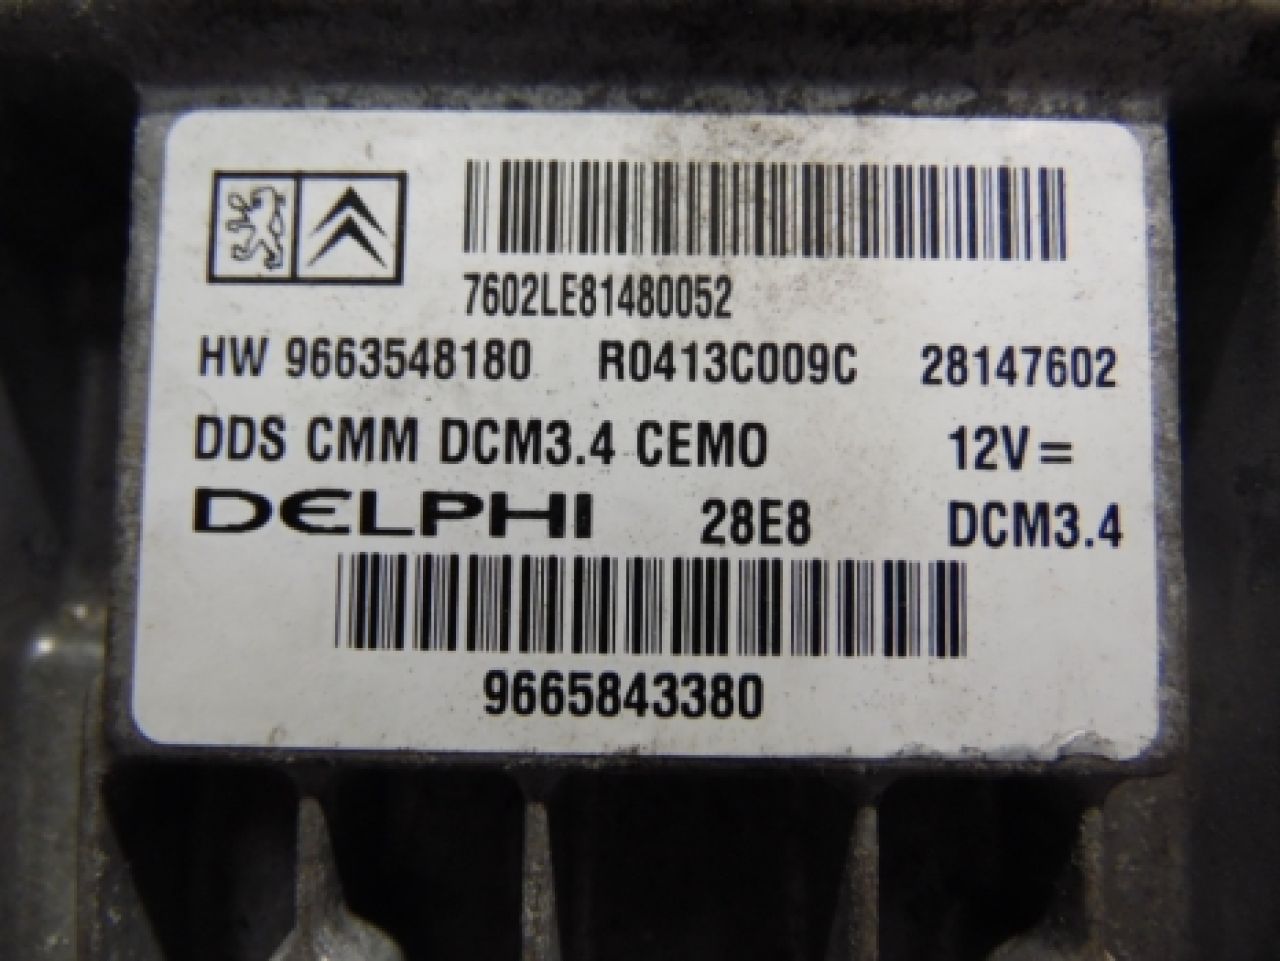 7602LE81480052
HW 9663548180 R0413C009C 28147602
DDS CMM DCM3.4 CEMO 12V=
DELPHI 28E8 DCM3.4
9665843380